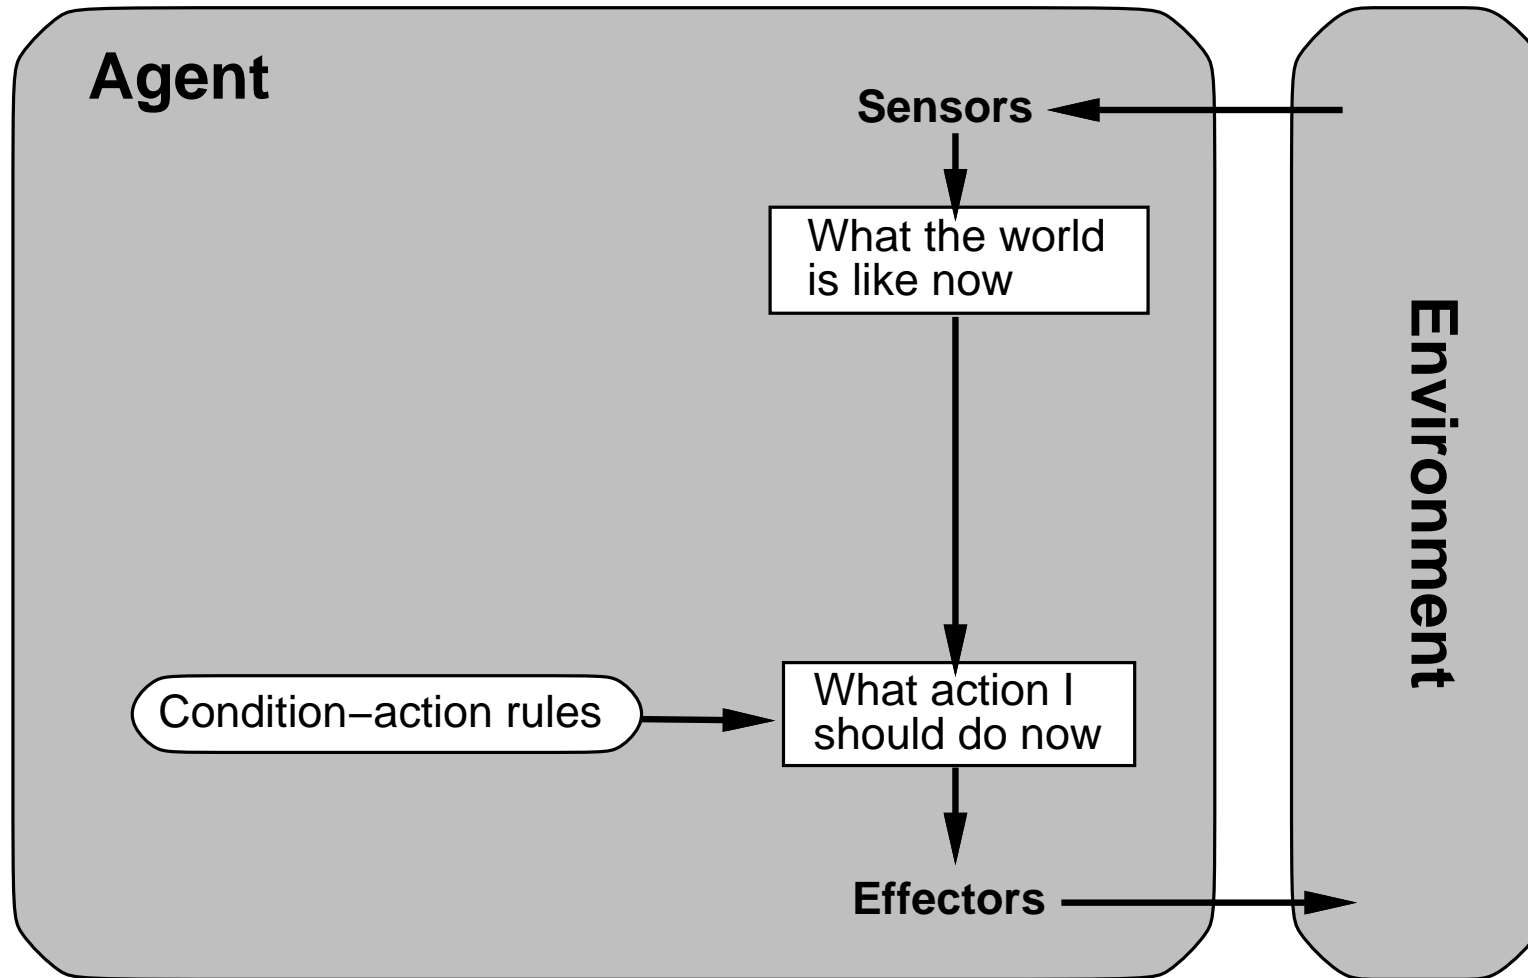 Agent
Sensors
What the world
is like now
Environment
Condition–action rules
What action I
should do now
Effectors